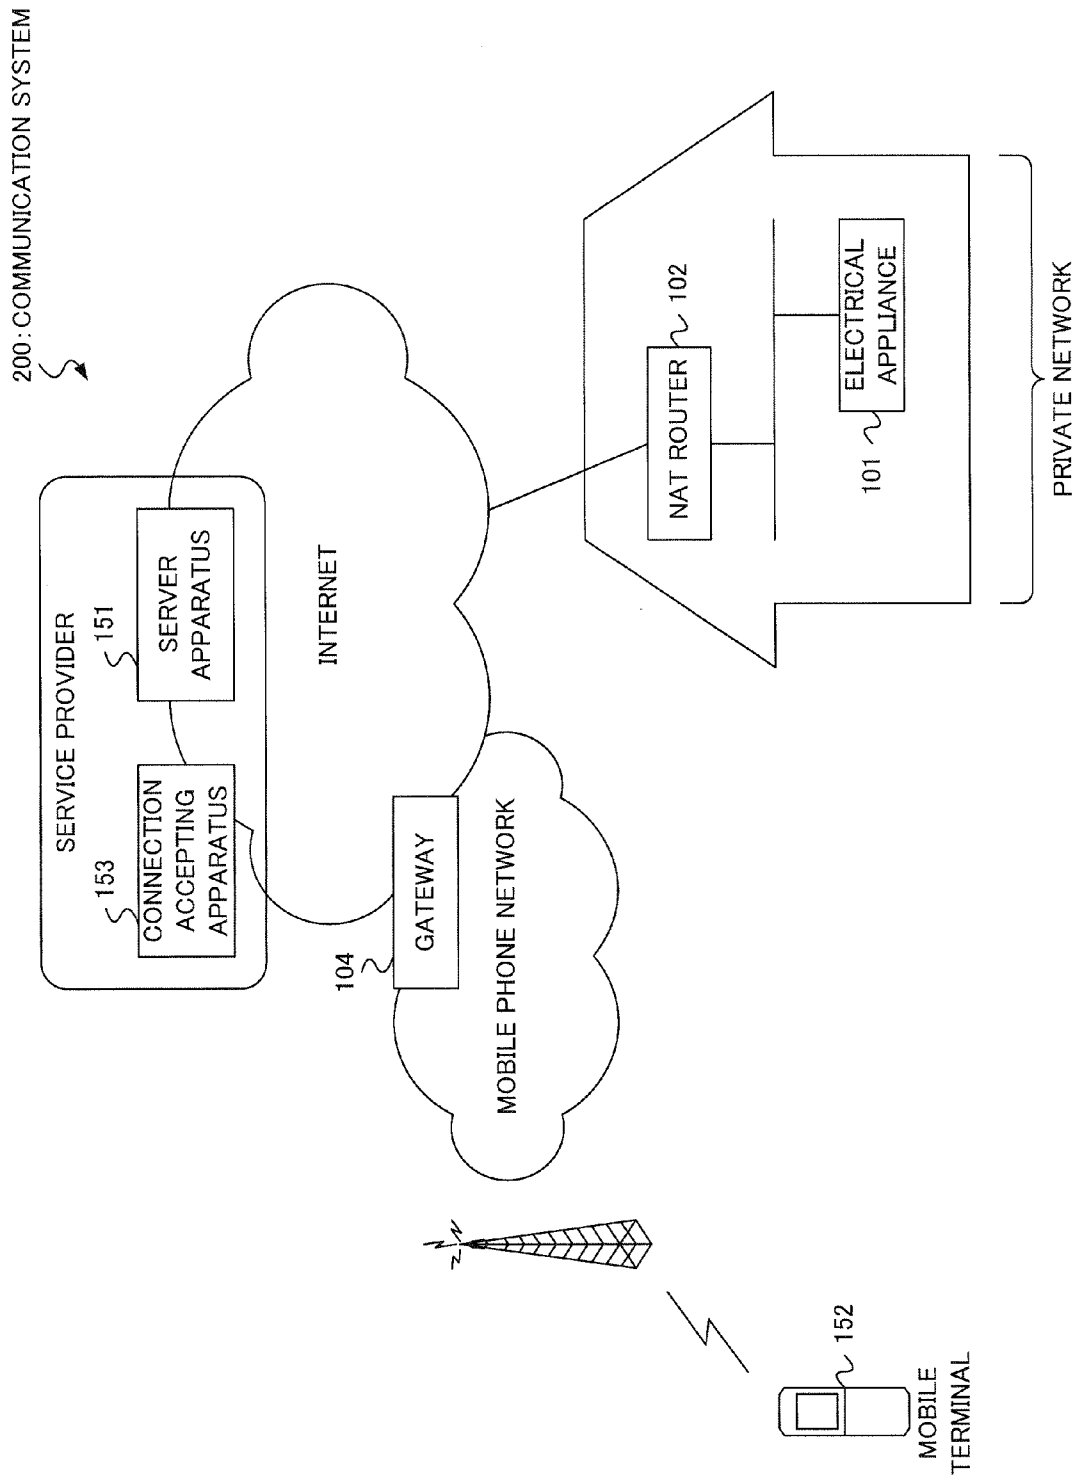 200:COMMUNICATION SYSTEM
SERVICE PROVIDER
153
CONNECTION
ACCEPTING
APPARATUS
151
SERVER
APPARATUS
INTERNET
104
GATEWAY
MOBILE PHONE NETWORK
NAT ROUTER
102
101
ELECTRICAL
APPLIANCE
PRIVATE NETWORK
152
MOBILE
TERMINAL